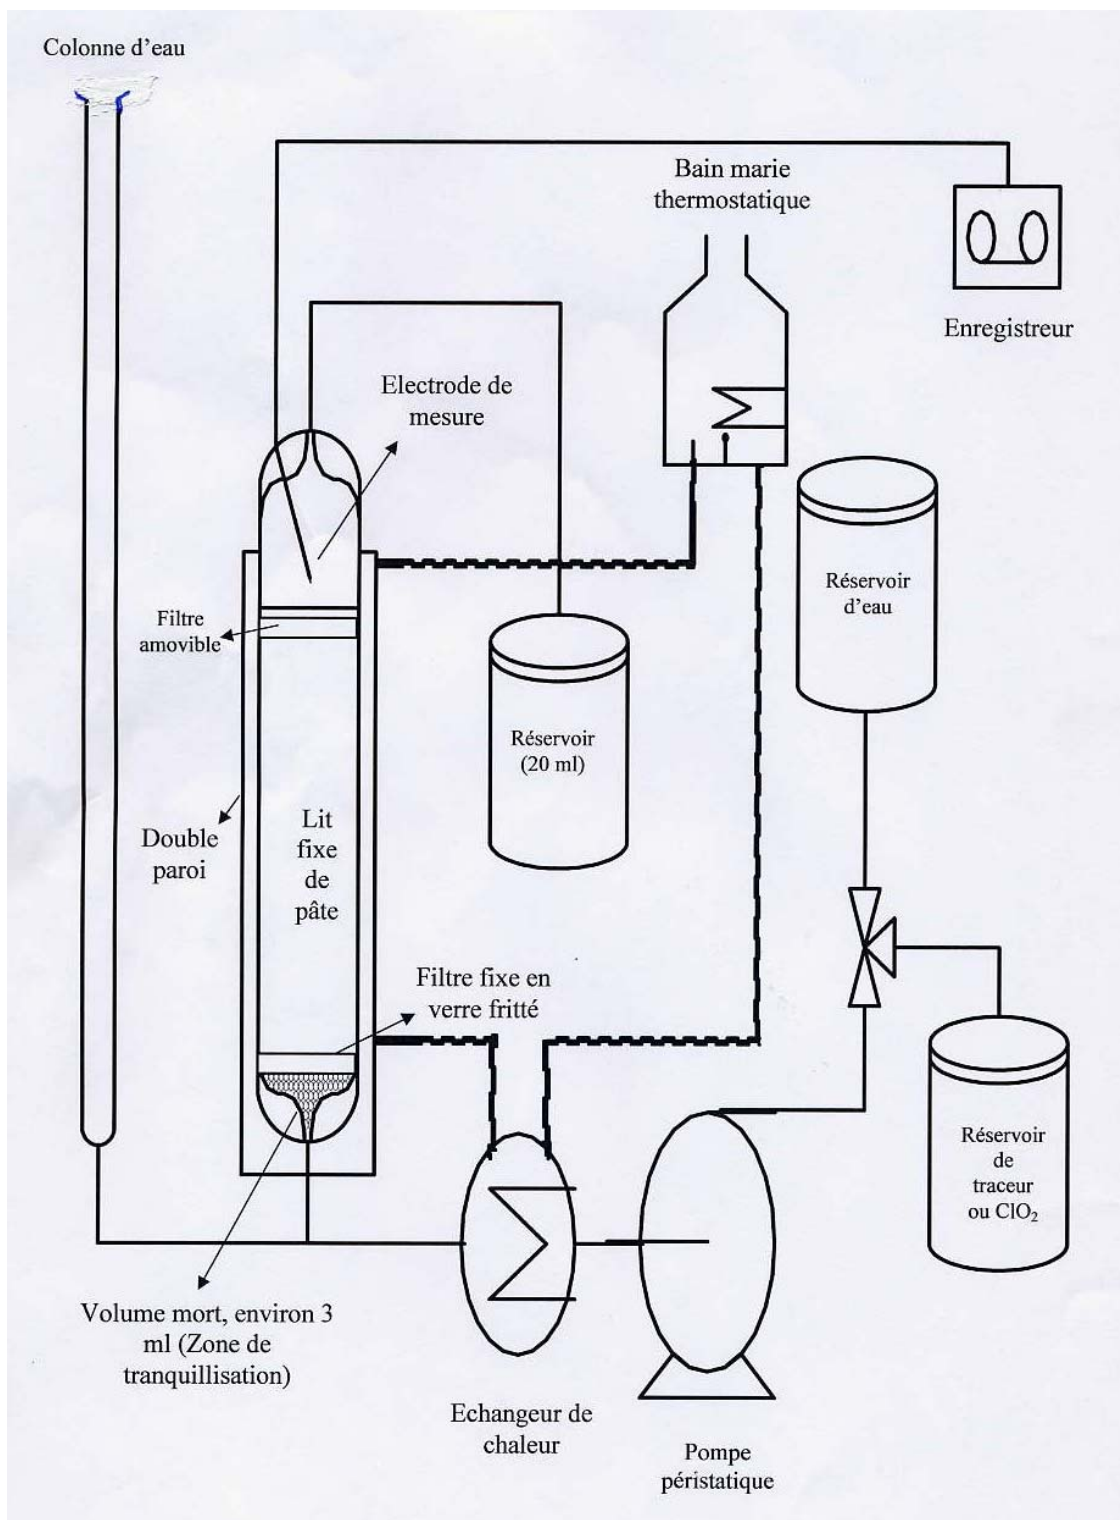 Colonne d'eau
Bain marie
thermostatique
Enregistreur
Electrode de
mesure
Filtre
amovible
Réservoir
d'eau
Réservoir
(20 ml)
Lit
fixe
de
pâte
Double
paroi
Filtre fixe en
verre fritté
Réservoir
de
traceur
ou ClO₂
Volume mort, environ 3
ml (Zone de
tranquillisation)
Echangeur de
chaleur
Pompe
péristatique